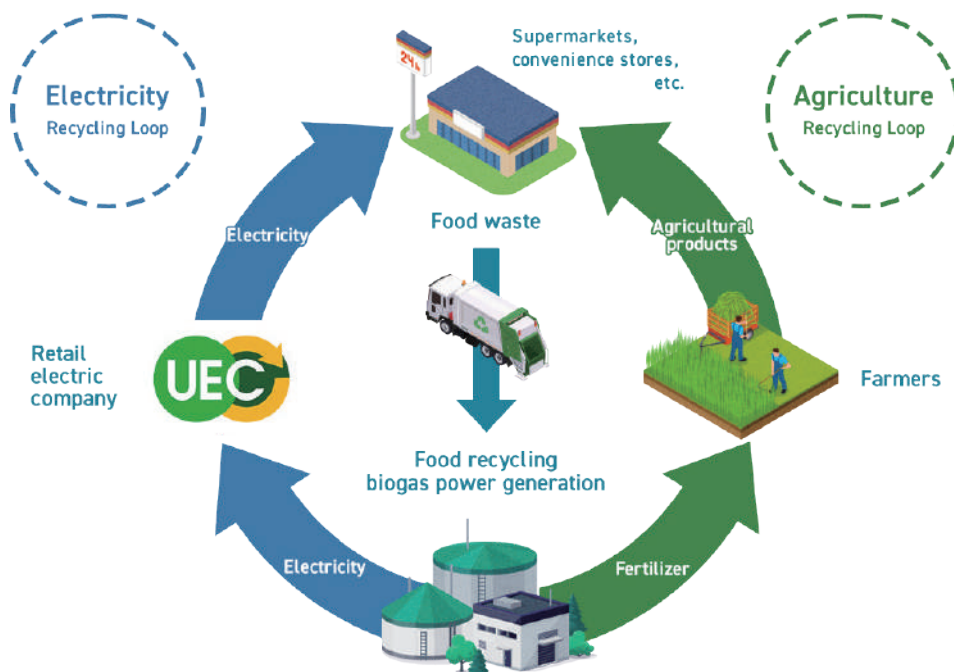 Electricity
Recycling Loop
24h
Supermarkets,
convenience stores,
etc.
Agriculture
Recycling Loop
Electricity
Food waste
Agricultural
products
Retail
electric
company
UEC
Farmers
Food recycling
biogas power generation
Electricity
Fertilizer